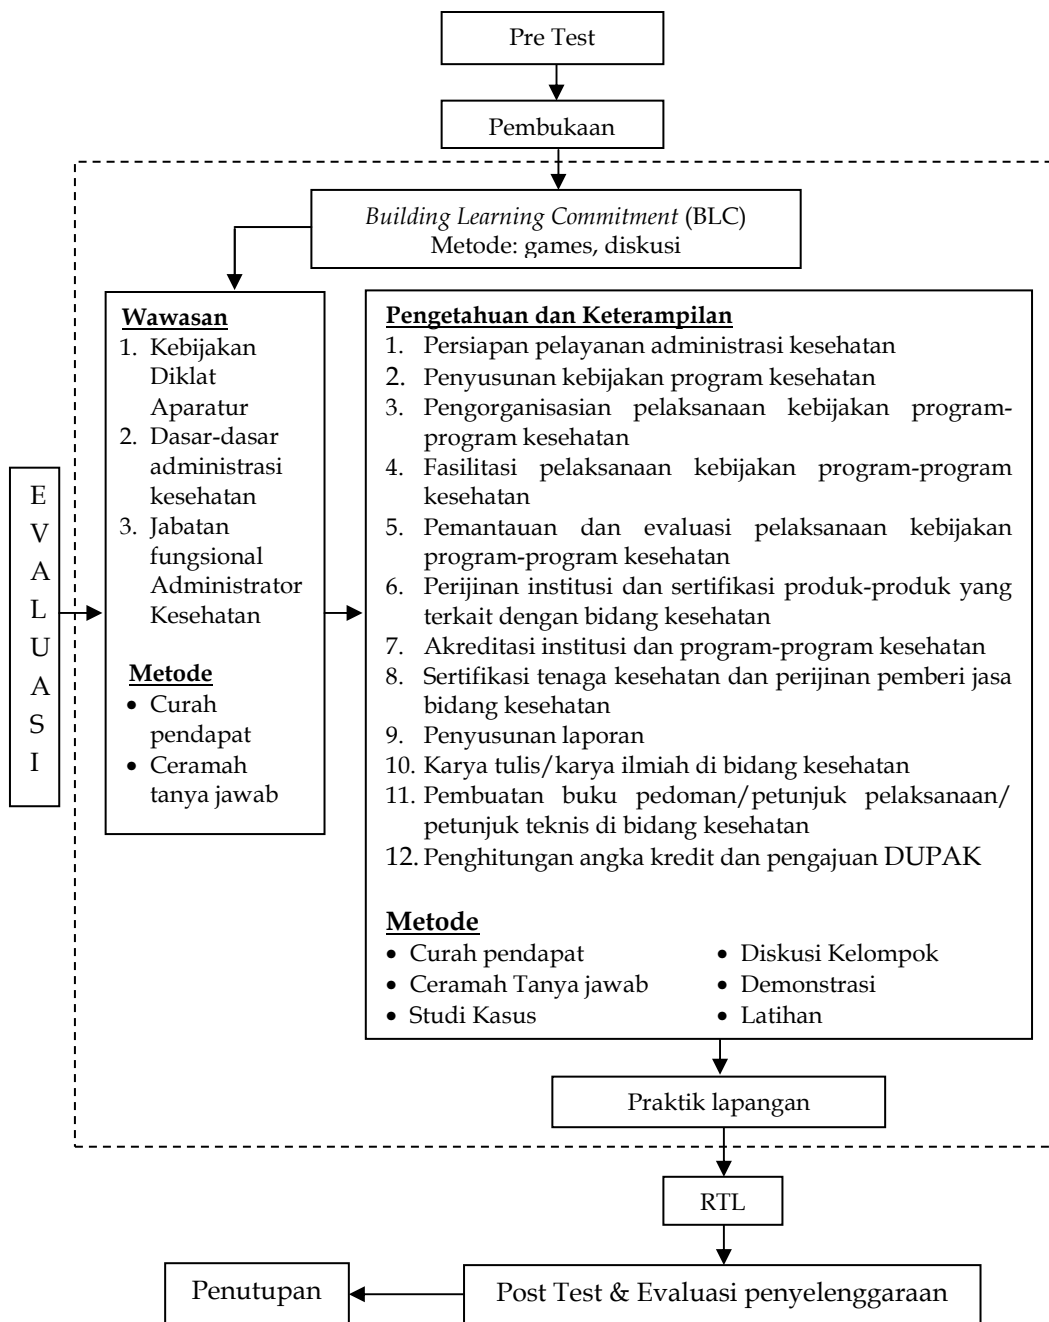 Pre Test
Pembukaan
Building Learning Commitment (BLC)
Metode: games, diskusi
E
V
A
L
U
A
S
I
Wawasan
1. Kebijakan
Diklat
Aparatur
2. Dasar-dasar
administrasi
kesehatan
3. Jabatan
fungsional
Administrator
Kesehatan
Metode
• Curah
pendapat
• Ceramah
tanya jawab
Pengetahuan dan Keterampilan
1. Persiapan pelayanan administrasi kesehatan
2. Penyusunan kebijakan program kesehatan
3. Pengorganisasian pelaksanaan kebijakan program-
program kesehatan
4. Fasilitasi pelaksanaan kebijakan program-program
kesehatan
5. Pemantauan dan evaluasi pelaksanaan kebijakan
program-program kesehatan
6. Perijinan institusi dan sertifikasi produk-produk yang
terkait dengan bidang kesehatan
7. Akreditasi institusi dan program-program kesehatan
8. Sertifikasi tenaga kesehatan dan perijinan pemberi jasa
bidang kesehatan
9. Penyusunan laporan
10. Karya tulis/karya ilmiah di bidang kesehatan
11. Pembuatan buku pedoman/petunjuk pelaksanaan/
petunjuk teknis di bidang kesehatan
12. Penghitungan angka kredit dan pengajuan DUPAK
Metode
• Curah pendapat
• Ceramah Tanya jawab
• Studi Kasus
• Diskusi Kelompok
• Demonstrasi
• Latihan
Praktik lapangan
RTL
Post Test & Evaluasi penyelenggaraan
Penutupan